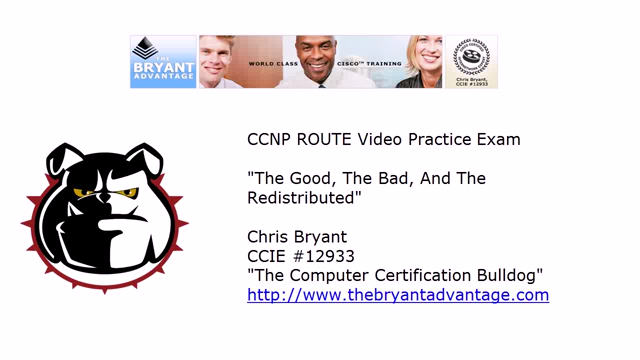 THE
BRYANT
ADVANTAGE
WORLD CLASS CISCO™ TRAINING
Chris Bryant,
CCIE #12933
CCNP ROUTE Video Practice Exam
"The Good, The Bad, And The
Redistributed"
Chris Bryant
CCIE #12933
"The Computer Certification Bulldog"
http://www.thebryantadvantage.com